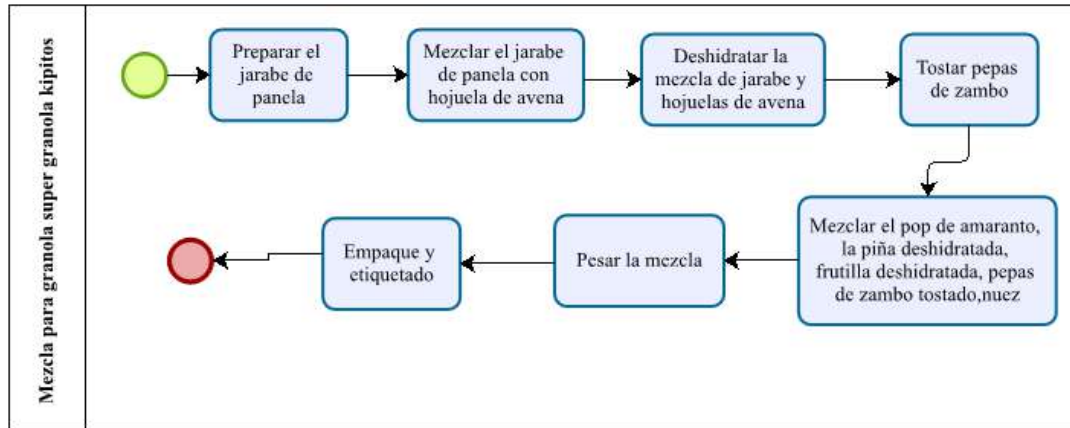 Mezcla para granola super granola kipitos
Preparar el
jarabe de
panela
Mezclar el jarabe
de panela con
hojuela de avena
Deshidratar la
mezcla de jarabe y
hojuelas de avena
Tostar pepas
de zambo
Mezclar el pop de amaranto,
la piña deshidratada,
frutilla deshidratada, pepas
de zambo tostado,nuez
Pesar la mezcla
Empaque y
etiquetado